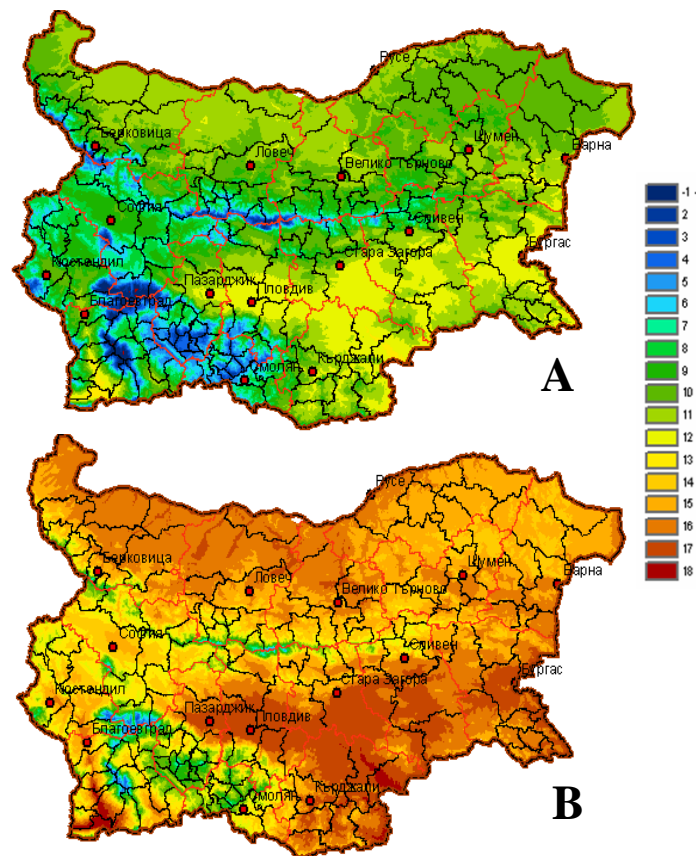 Русе
Берковица
Ловеч
Велико Търново
Шумен
Варна
София
Сливен
Бургас
Кюстендил
Стара Загора
Пазарджик
Пловдив
Благоевград
Смолян
Кърджали
A
-1
2
3
4
5
6
7
8
9
10
11
12
13
14
15
16
17
18
Русе
Берковица
Ловеч
Велико Търново
Шумен
Варна
София
Сливен
Бургас
Кюстендил
Стара Загора
Пазарджик
Пловдив
Благоевград
Смолян
Кърджали
B